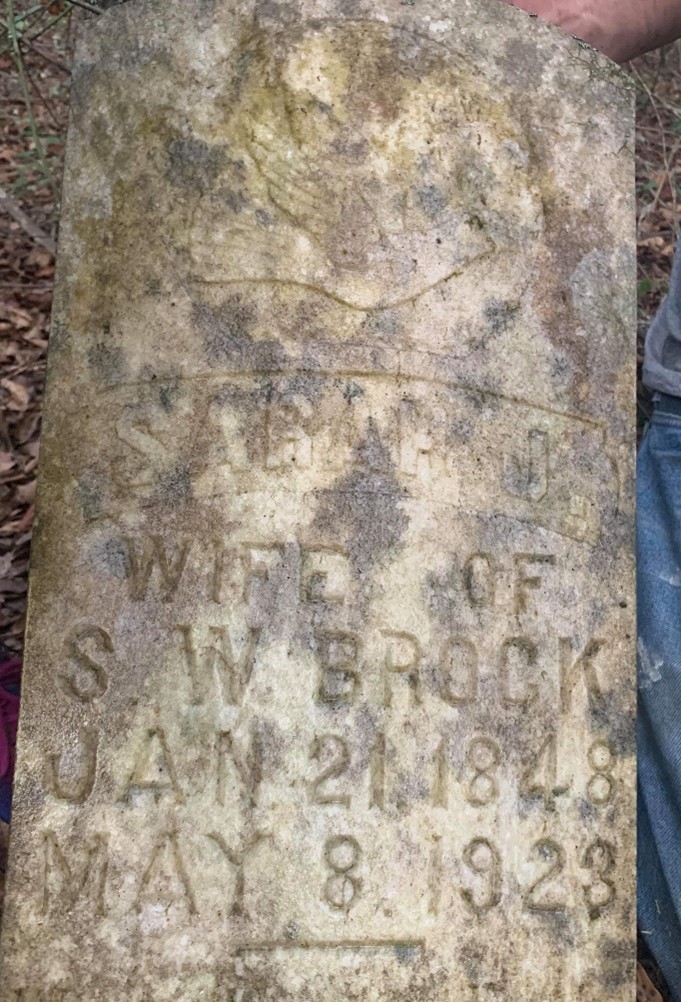 SARAH J.
WIFE OF
S W BROCK
JAN 21 1848
MAY 8 1923